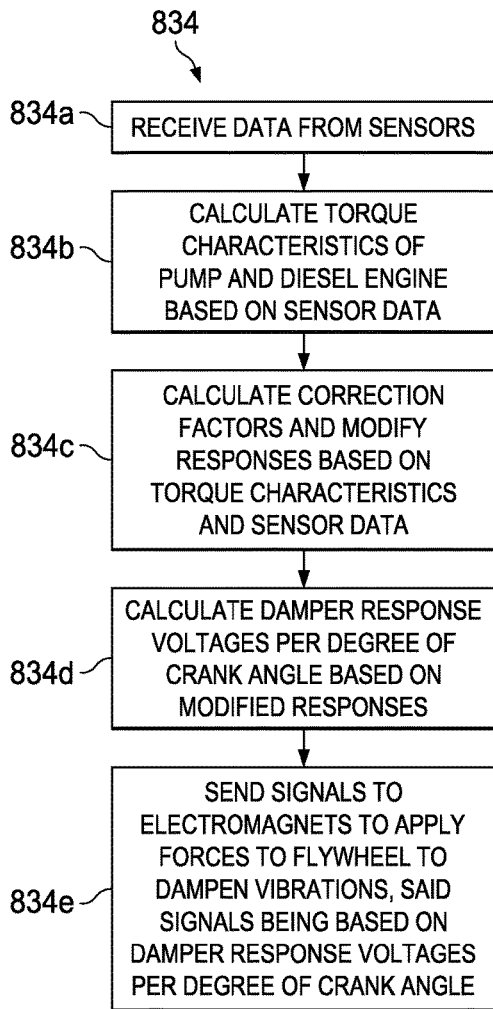 834
834a
RECEIVE DATA FROM SENSORS
834b
CALCULATE TORQUE
CHARACTERISTICS OF
PUMP AND DIESEL ENGINE
BASED ON SENSOR DATA
834c
CALCULATE CORRECTION
FACTORS AND MODIFY
RESPONSES BASED ON
TORQUE CHARACTERISTICS
AND SENSOR DATA
834d
CALCULATE DAMPER RESPONSE
VOLTAGES PER DEGREE OF
CRANK ANGLE BASED ON
MODIFIED RESPONSES
834e
SEND SIGNALS TO
ELECTROMAGNETS TO APPLY
FORCES TO FLYWHEEL TO
DAMPEN VIBRATIONS, SAID
SIGNALS BEING BASED ON
DAMPER RESPONSE VOLTAGES
PER DEGREE OF CRANK ANGLE